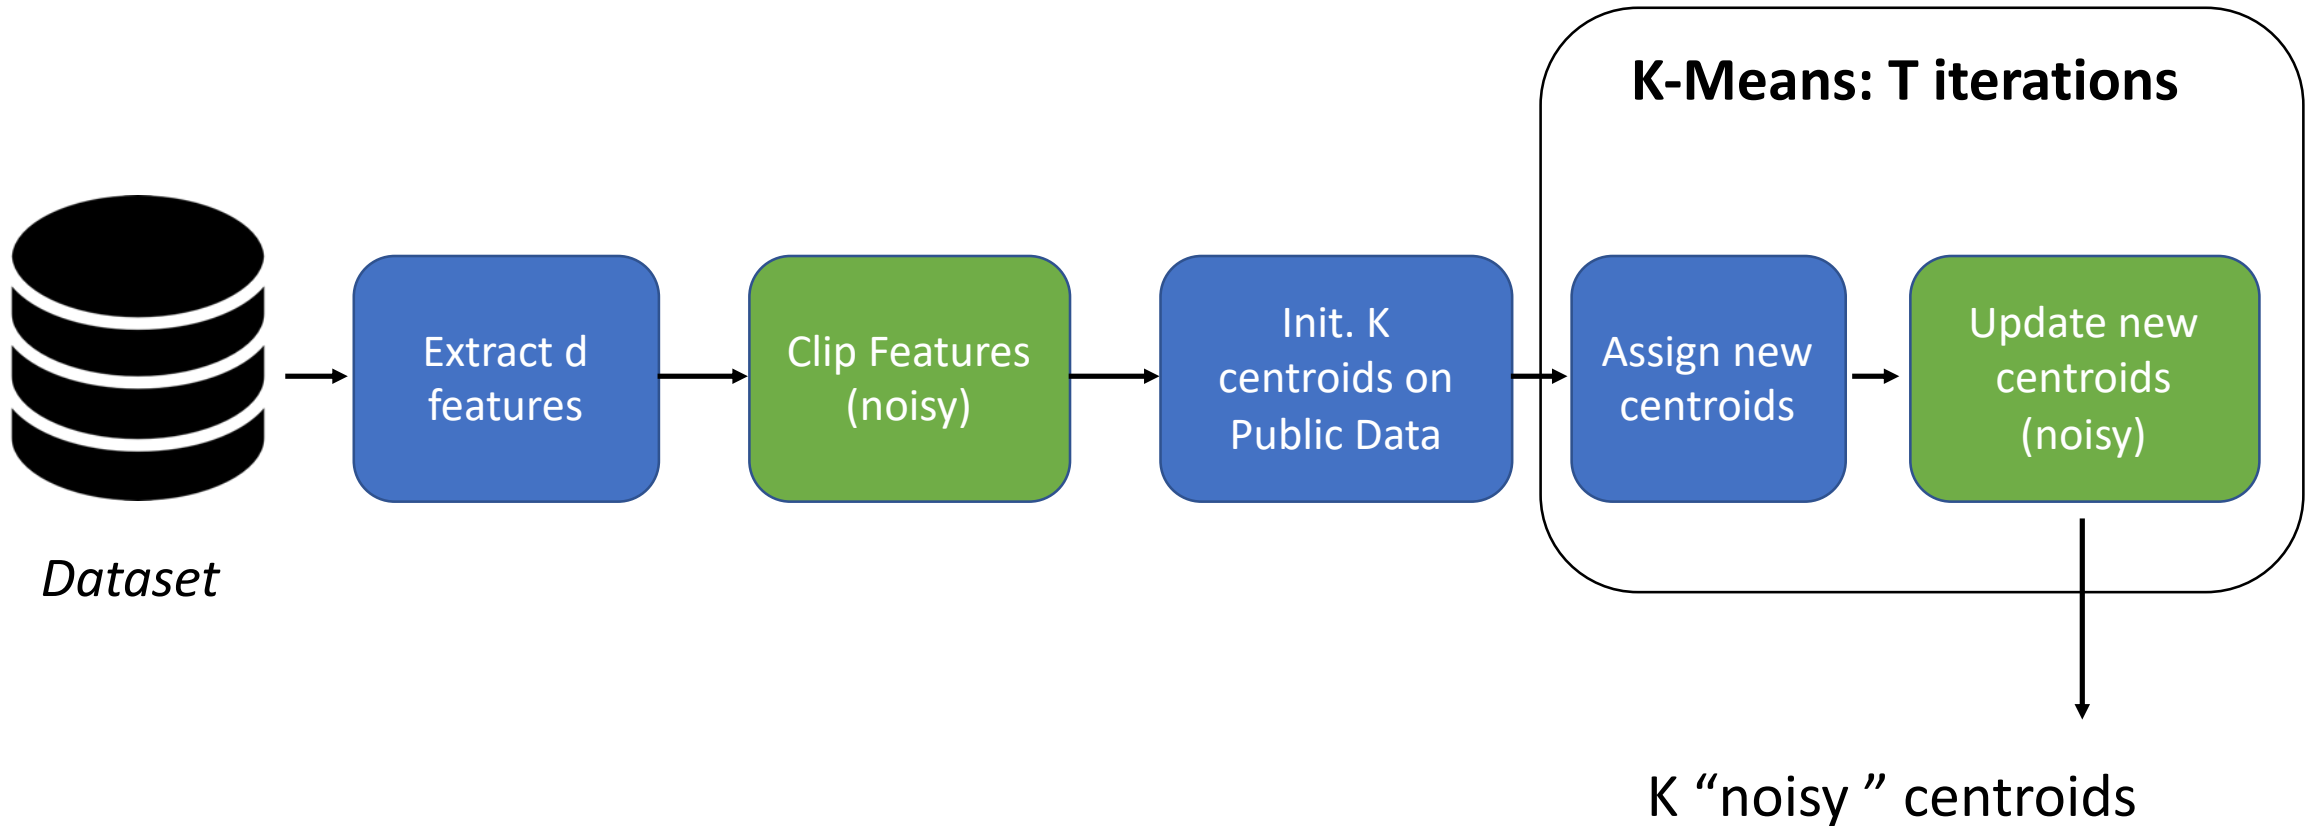 K-Means: T iterations
Dataset
Extract d
features
Clip Features
(noisy)
Init. K
centroids on
Public Data
Assign new
centroids
Update new
centroids
(noisy)
K “noisy ” centroids